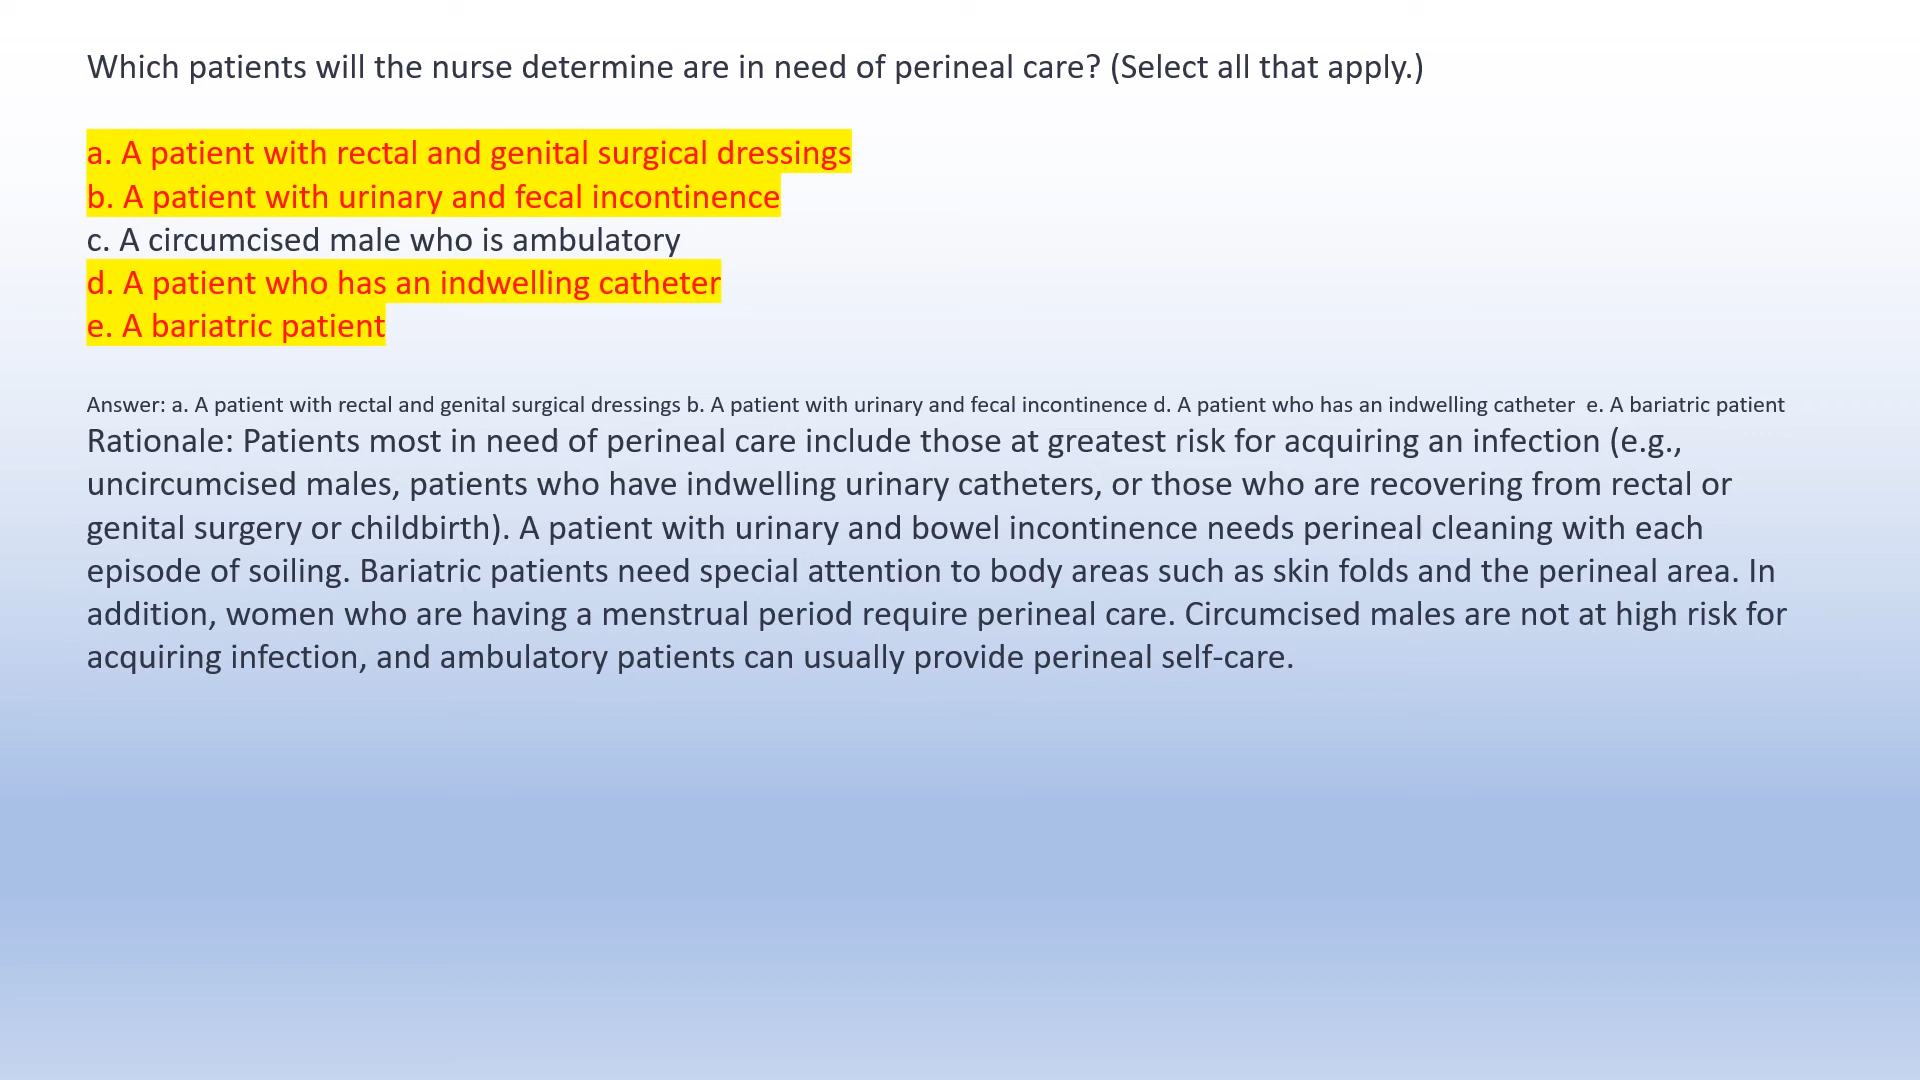 Which patients will the nurse determine are in need of perineal care? (Select all that apply.)
a. A patient with rectal and genital surgical dressings
b. A patient with urinary and fecal incontinence
c. A circumcised male who is ambulatory
d. A patient who has an indwelling catheter
e. A bariatric patient
Answer: a. A patient with rectal and genital surgical dressings b. A patient with urinary and fecal incontinence d. A patient who has an indwelling catheter  e. A bariatric patient
Rationale: Patients most in need of perineal care include those at greatest risk for acquiring an infection (e.g.,
uncircumcised males, patients who have indwelling urinary catheters, or those who are recovering from rectal or
genital surgery or childbirth). A patient with urinary and bowel incontinence needs perineal cleaning with each
episode of soiling. Bariatric patients need special attention to body areas such as skin folds and the perineal area. In
addition, women who are having a menstrual period require perineal care. Circumcised males are not at high risk for
acquiring infection, and ambulatory patients can usually provide perineal self-care.